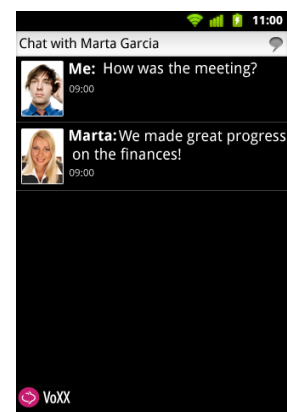 11:00
Chat with Marta Garcia
Me: How was the meeting?
09:00
Marta: We made great progress
on the finances!
09:00
VoXX